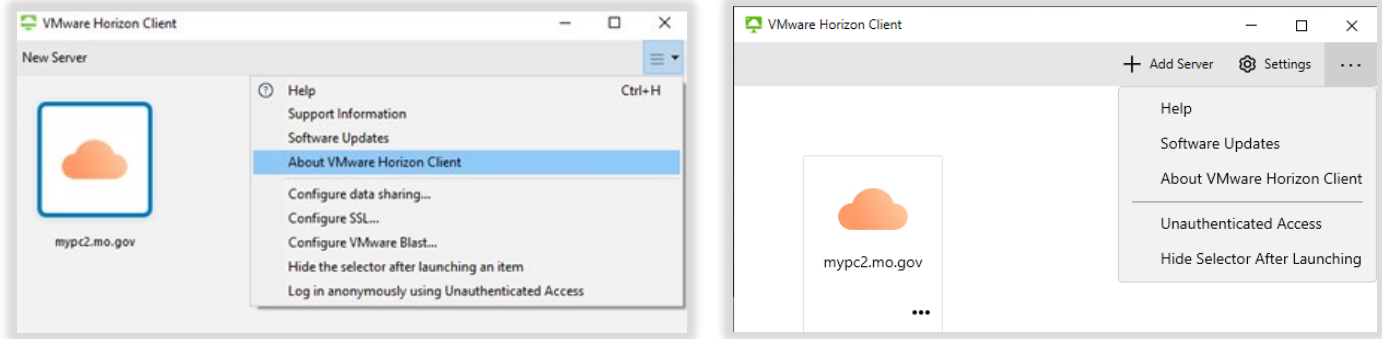 VMware Horizon Client
New Server
Help Ctrl+H
Support Information
Software Updates
About VMware Horizon Client
Configure data sharing...
Configure SSL...
Configure VMware Blast...
Hide the selector after launching an item
Log in anonymously using Unauthenticated Access
mypc2.mo.gov
VMware Horizon Client
Add Server Settings
Help
Software Updates
About VMware Horizon Client
Unauthenticated Access
Hide Selector After Launching
mypc2.mo.gov